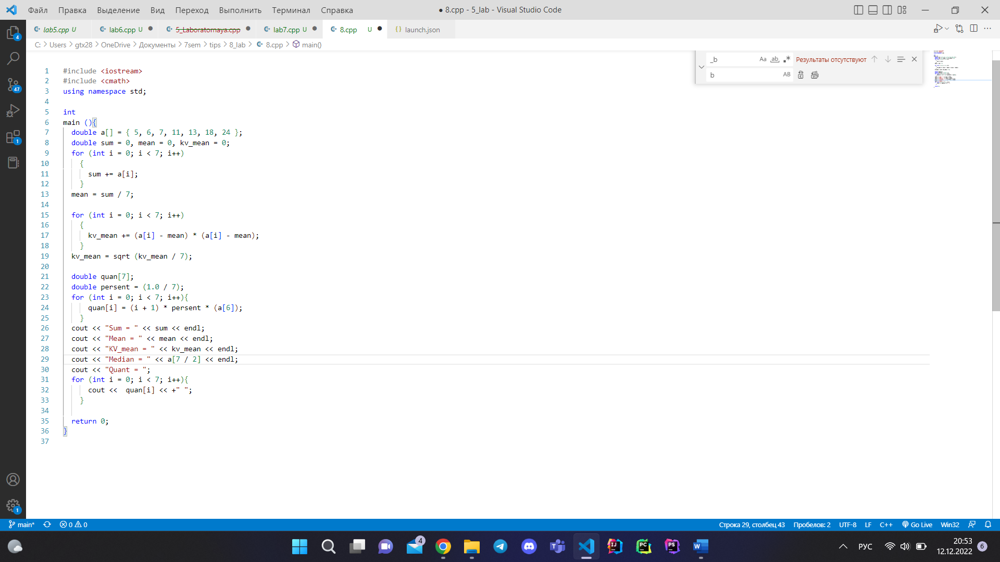 Файл Правка Выделение Вид Переход Выполнить Терминал Справка
● 8.cpp - 5_lab - Visual Studio Code
lab5.cpp U
lab6.cpp U
5_Laboratornaya.cpp
lab7.cpp U
8.cpp U
launch.json
C: > Users > gtx28 > OneDrive > Документы > 7sem > tips > 8_lab > 8.cpp > main()
_b Aa ab Результаты отсутствуют
b AB
4
47
1
1
1 #include <iostream>
2 #include <cmath>
3 using namespace std;
4
5 int
6 main (){
7 double a[] = { 5, 6, 7, 11, 13, 18, 24 };
8 double sum = 0, mean = 0, kv_mean = 0;
9 for (int i = 0; i < 7; i++)
10 {
11 sum += a[i];
12 }
13 mean = sum / 7;
14
15 for (int i = 0; i < 7; i++)
16 {
17 kv_mean += (a[i] - mean) * (a[i] - mean);
18 }
19 kv_mean = sqrt (kv_mean / 7);
20
21 double quan[7];
22 double persent = (1.0 / 7);
23 for (int i = 0; i < 7; i++){
24 quan[i] = (i + 1) * persent * (a[6]);
25 }
26 cout << "Sum = " << sum << endl;
27 cout << "Mean = " << mean << endl;
28 cout << "KV_mean = " << kv_mean << endl;
29 cout << "Median = " << a[7 / 2] << endl;
30 cout << "Quant = ";
31 for (int i = 0; i < 7; i++){
32 cout <<  quan[i] << +" ";
33 }
34
35 return 0;
36 }
37
main* 0 0 Строка 29, столбец 43 Пробелов: 2 UTF-8 LF C++ Go Live Win32
4
IJ PC PS W
РУС
20:53
12.12.2022
6